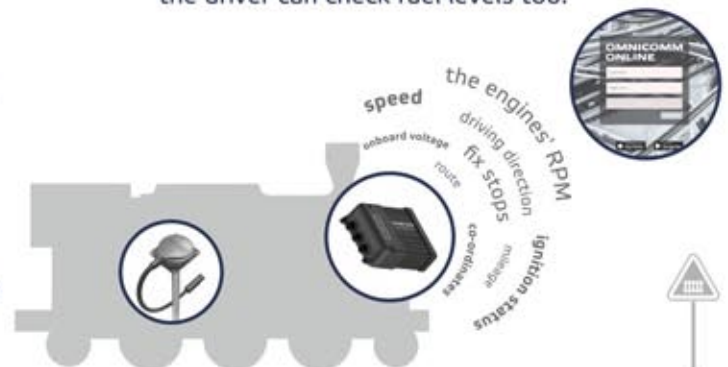 the driver can check fuel levels too.
OMNICOMM
ONLINE
speed
the engines' RPM
onboard voltage
driving direction
route
fix stops
co-ordinates
mileage
ignition status